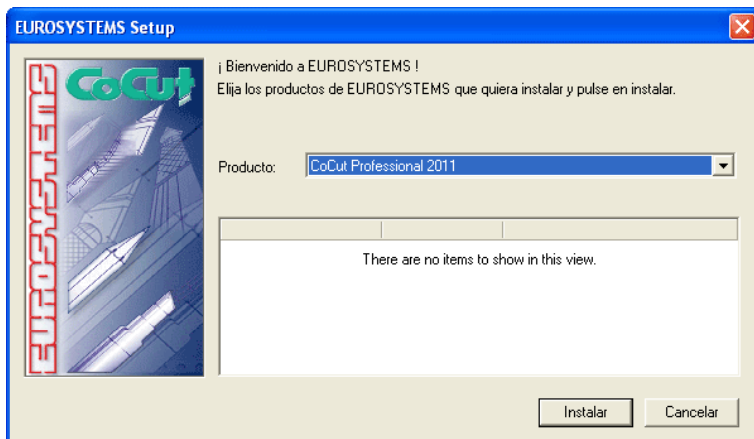 EUROSYSTEMS Setup
EUROSYSTEMS
CoCut
¡ Bienvenido a EUROSYSTEMS !
Elija los productos de EUROSYSTEMS que quiera instalar y pulse en instalar.
Producto:
CoCut Professional 2011
There are no items to show in this view.
Instalar
Cancelar